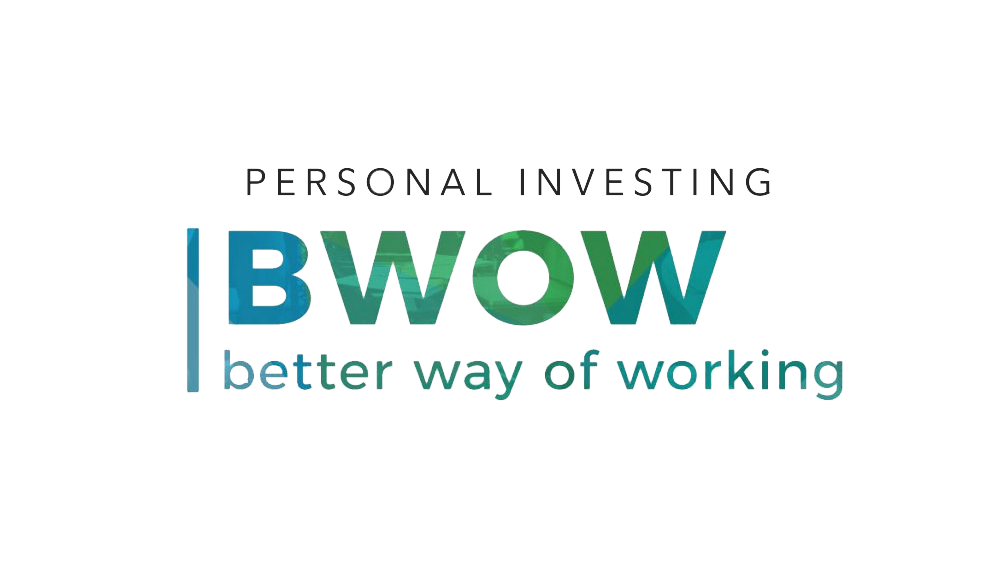 PERSONAL INVESTING
BWOW
better way of working